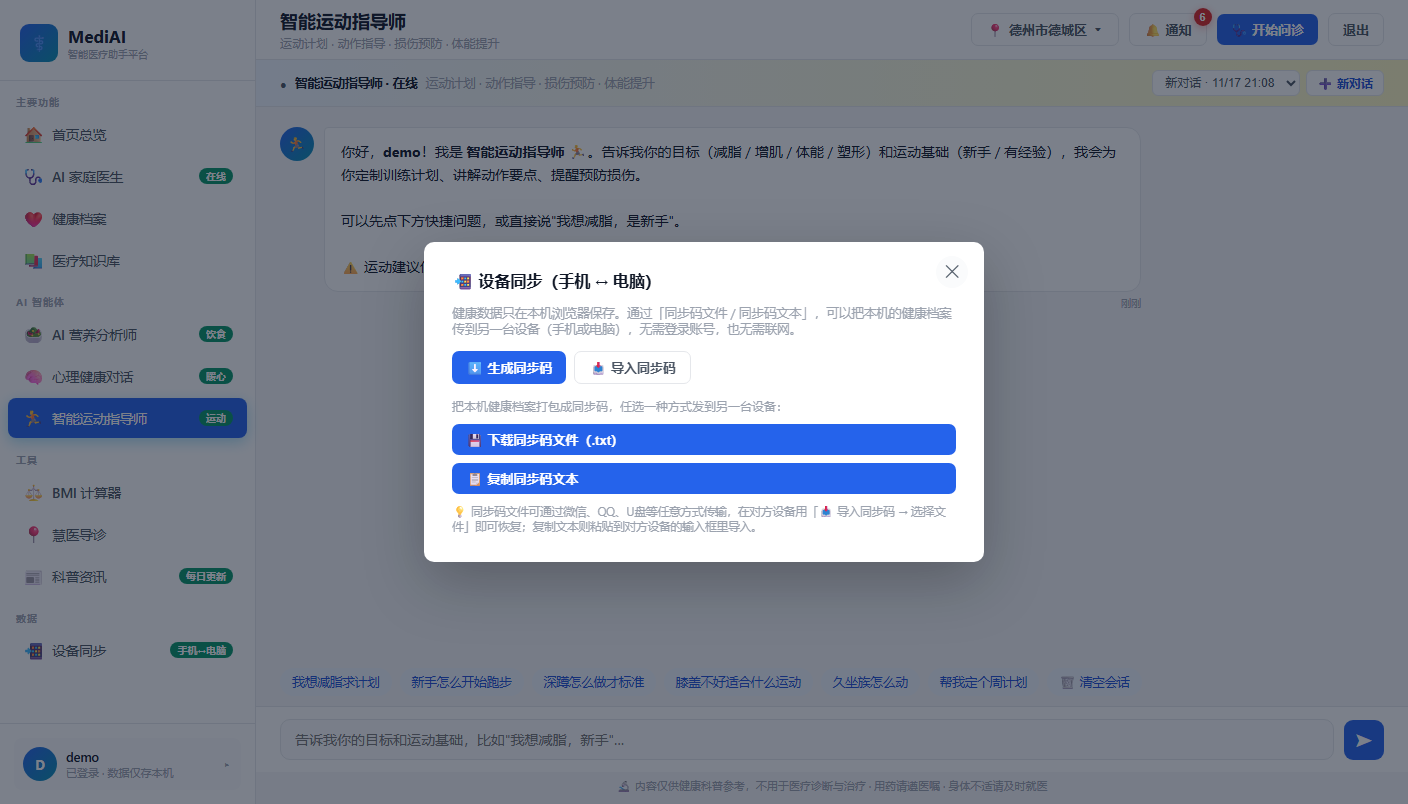 MediAI
智能医疗助手平台
主要功能
首页总览
AI 家庭医生 在线
健康档案
医疗知识库
AI 智能体
AI 营养分析师 饮食
心理健康对话 暖心
智能运动指导师 运动
工具
BMI 计算器
慧医导诊
科普资讯 每日更新
数据
设备同步 手机↔电脑
D
demo
已登录 · 数据仅存本机
智能运动指导师
运动计划 · 动作指导 · 损伤预防 · 体能提升
德州市德城区
通知 6
开始问诊
退出
智能运动指导师 · 在线 运动计划 · 动作指导 · 损伤预防 · 体能提升
新对话 · 11/17 21:08
新对话
你好，demo！我是 智能运动指导师 🏃。告诉我你的目标（减脂 / 增肌 / 体能 / 塑形）和运动基础（新手 / 有经验），我会为
你定制训练计划、讲解动作要点、提醒预防损伤。
可以先点下方快捷问题，或直接说"我想减脂，是新手"。
⚠️ 运动建议
刚刚
📲 设备同步（手机 ↔ 电脑）
健康数据只在本机浏览器保存。通过「同步码文件 / 同步码文本」，可以把本机的健康档案
传到另一台设备（手机或电脑），无需登录账号，也无需联网。
⬇️ 生成同步码
📥 导入同步码
把本机健康档案打包成同步码，任选一种方式发到另一台设备：
💾 下载同步码文件（.txt)
📋 复制同步码文本
💡 同步码文件可通过微信、QQ、U盘等任意方式传输，在对方设备用「📥 导入同步码 → 选择文
件」即可恢复；复制文本则粘贴到对方设备的输入框里导入。
我想减脂求计划
新手怎么开始跑步
深蹲怎么做才标准
膝盖不好适合什么运动
久坐族怎么动
帮我定个周计划
🗑️ 清空会话
告诉我你的目标和运动基础，比如"我想减脂，新手"...
内容仅供健康科普参考，不用于医疗诊断与治疗 · 用药请遵医嘱 · 身体不适请及时就医